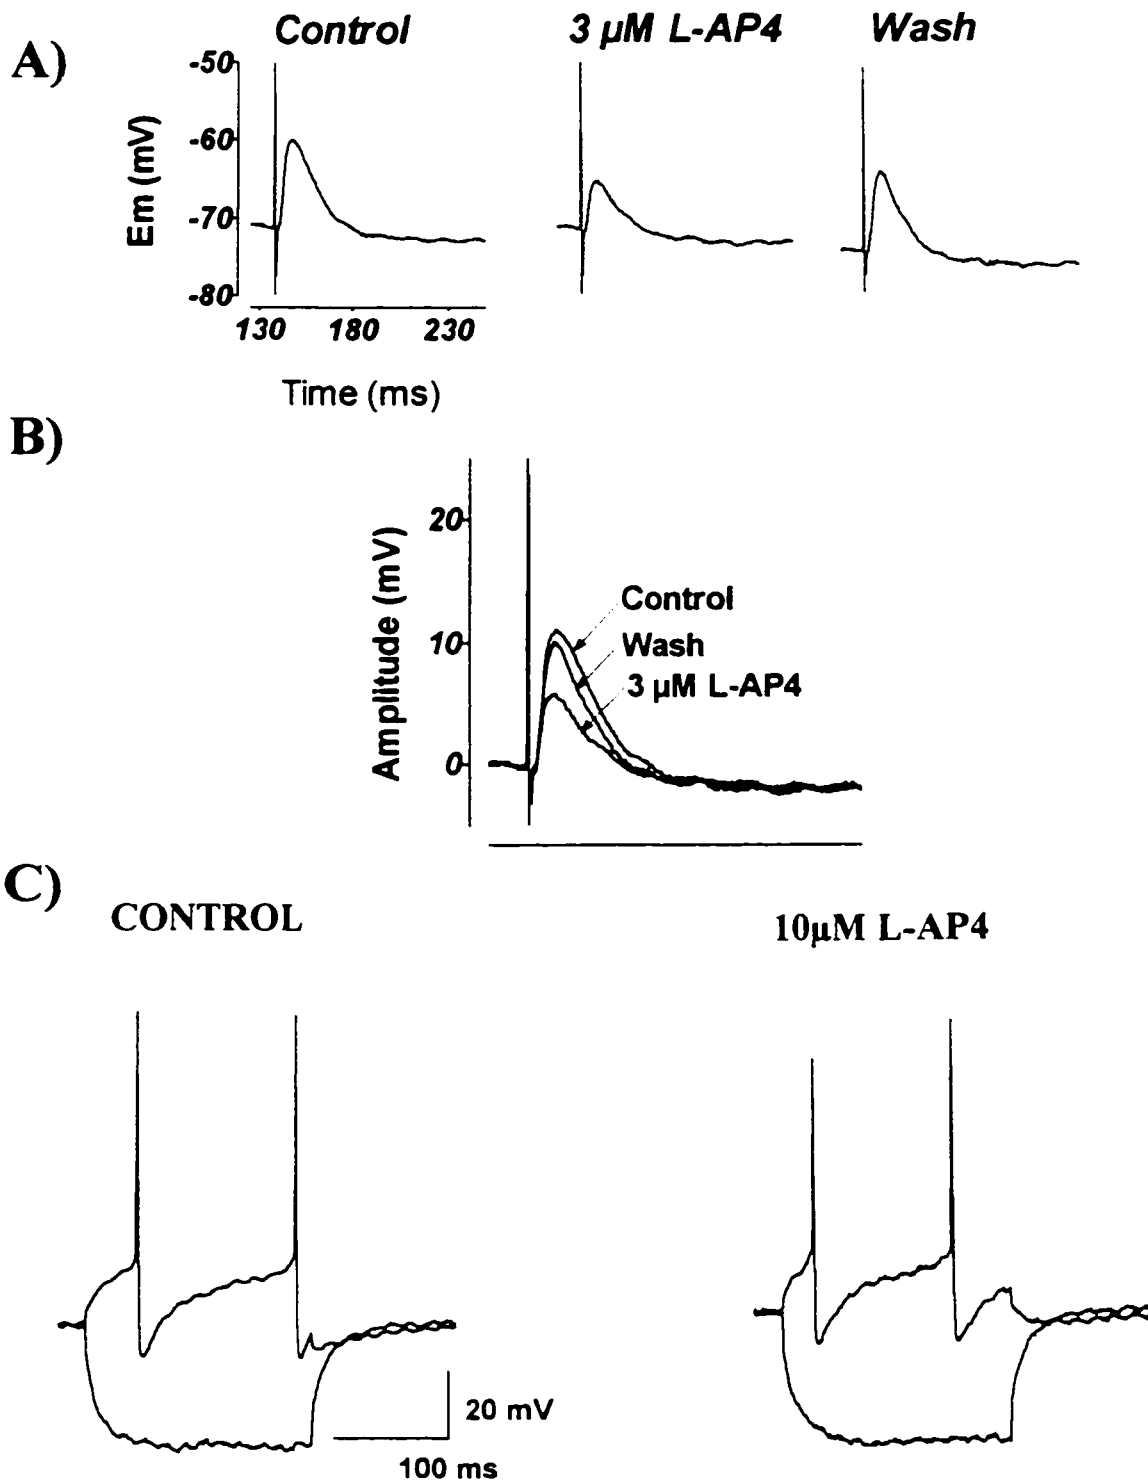 A)
Control 3 µM L-AP4 Wash
Em (mV)
-50
-60
-70
-80
130 180 230
Time (ms)
B)
Amplitude (mV)
20
10
0
Control
Wash
3 µM L-AP4
C)
CONTROL 10µM L-AP4
20 mV
100 ms